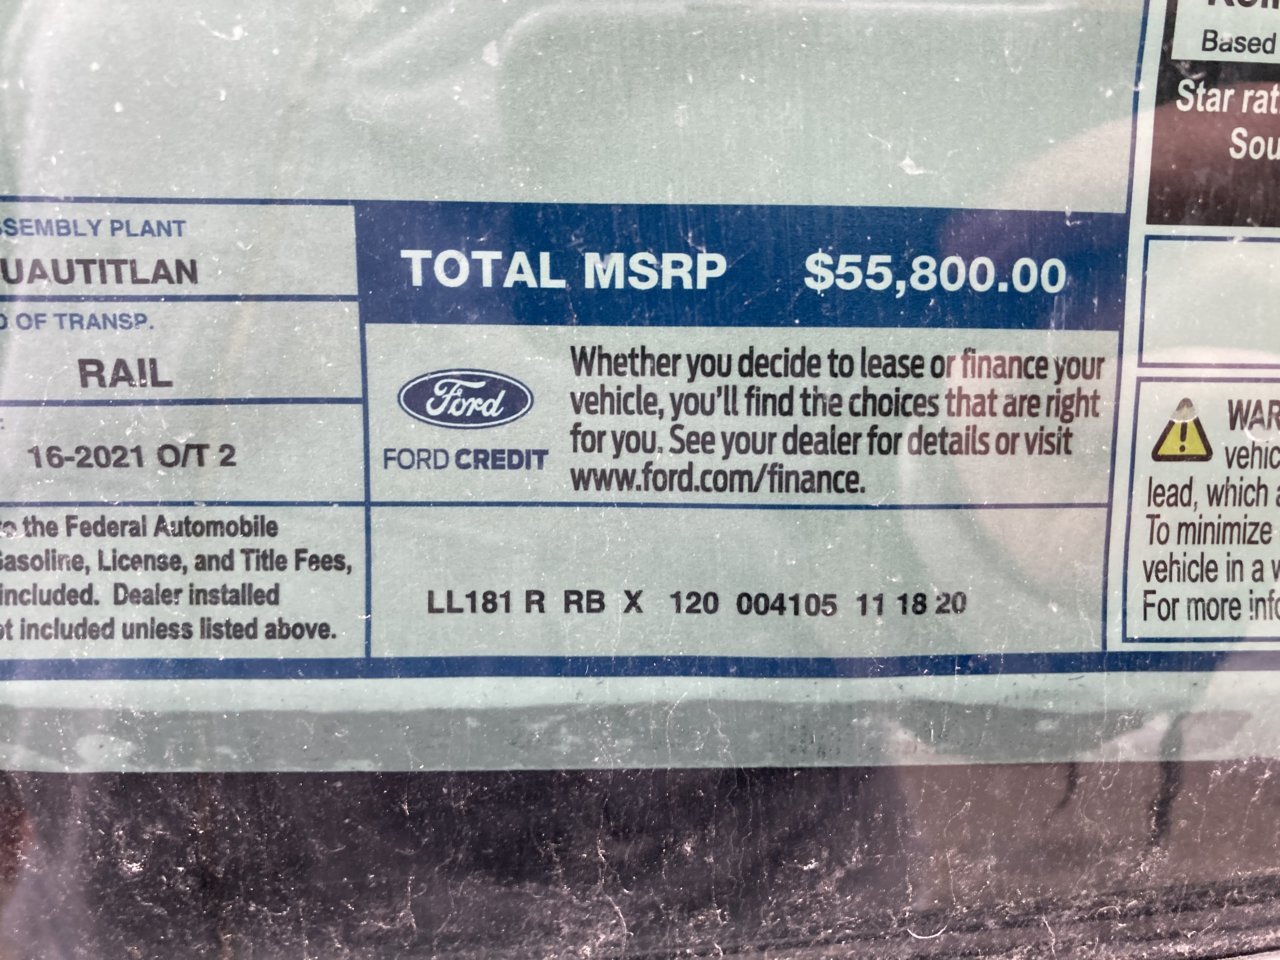 Based
Star rat
Sou
SSEMBLY PLANT
UAUTITLAN
TOTAL MSRP $55,800.00
OF TRANSP.
RAIL
Ford
FORD CREDIT
Whether you decide to lease or finance your
vehicle, you'll find the choices that are right
for you. See your dealer for details or visit
www.ford.com/finance.
16-2021 O/T 2
the Federal Automobile
Gasoline, License, and Title Fees,
included. Dealer installed
ot included unless listed above.
LL181 R RB X 120 004105 11 18 20
WAR
vehic
lead, which a
To minimize
vehicle in a w
For more info